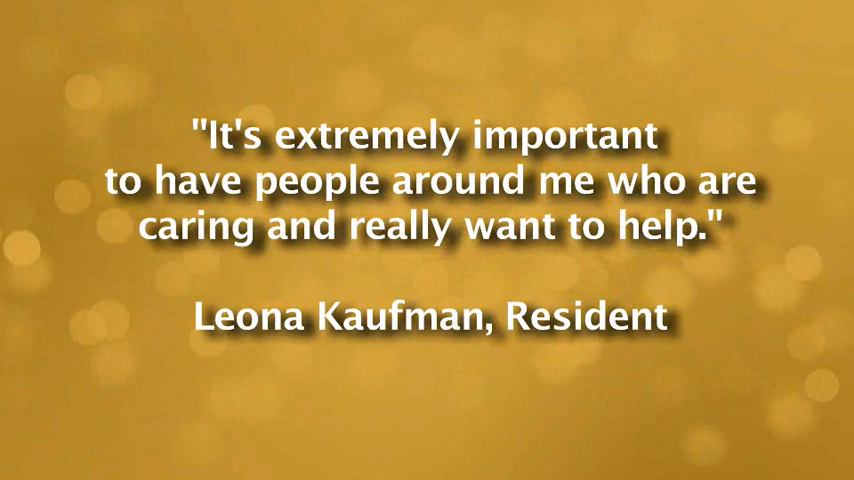 "It's extremely important
to have people around me who are
caring and really want to help."
Leona Kaufman, Resident